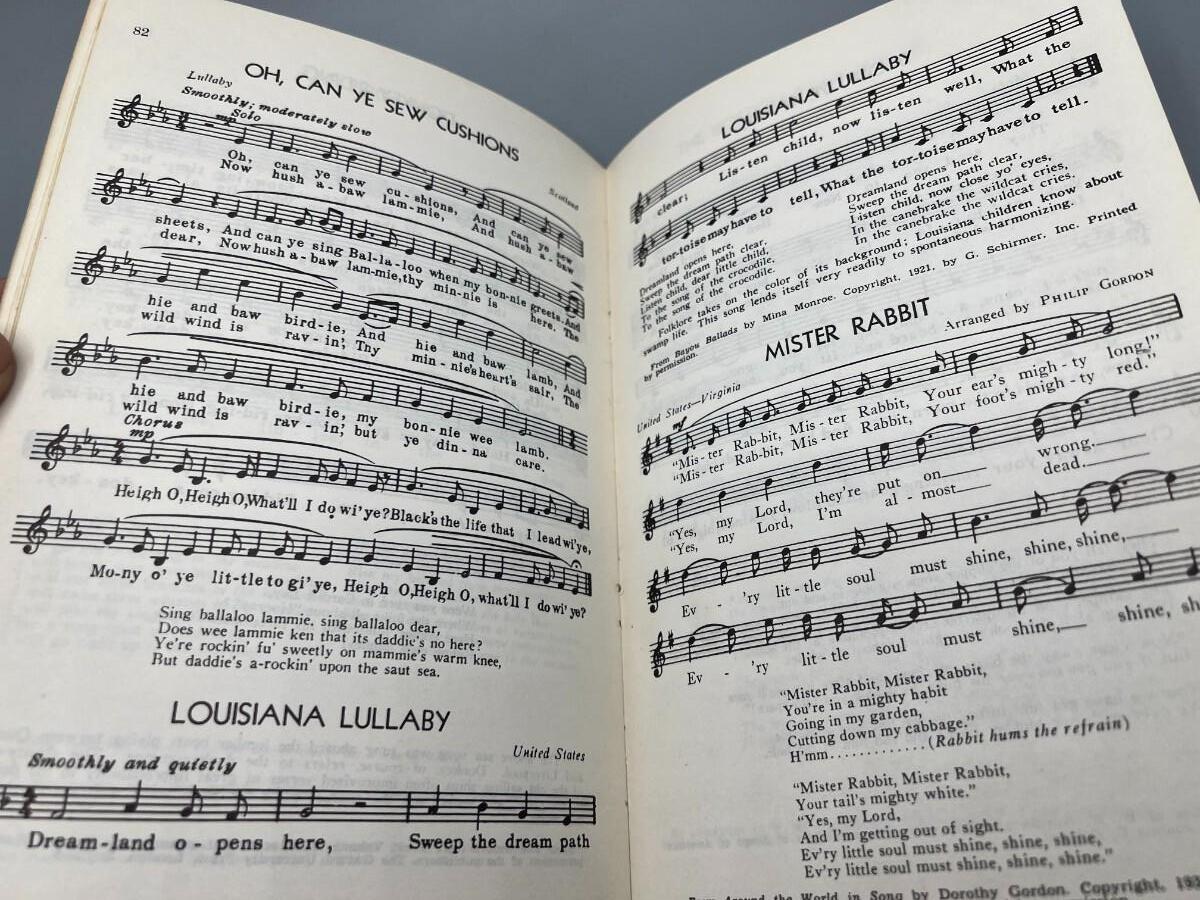 82
OH, CAN YE SEW CUSHIONS
Lullaby
Smoothly; moderately slow
Solo
mp
Scotland
Oh, can ye sew cu-shions, And can ye sew
Now hush a-baw lam-mie, And hush a-baw
sheets, And can ye sing Bal-la-loo when my bon-nie greets. And
dear, Now hush a-baw lam-mie, thy min-nie is here. The
hie and baw bird-ie, And hie and baw lamb, And
wild wind is rav-in', Thy min-nie's heart's sair, The
hie and baw bird-ie, my bon-nie wee lamb.
wild wind is rav-in', but ye din-na care.
Chorus
mp
Heigh O, Heigh O, What'll I do wi' ye? Black's the life that I lead wi' ye,
Mo-ny o' ye lit-tle to gi' ye, Heigh O, Heigh O, what'll I do wi' ye?
Sing ballaloo lammie, sing ballaloo dear,
Does wee lammie ken that its daddie's no here?
Ye're rockin' fu' sweetly on mammie's warm knee,
But daddie's a-rockin' upon the saut sea.
LOUISIANA LULLABY
United States
Smoothly and quietly
Dream-land o-pens here, Sweep the dream path
LOUISIANA LULLABY
clear; Lis-ten child, now lis-ten well, What the
tor-toise may have to tell, What the tor-toise may have to tell.
Dreamland opens here,
Sweep the dream path clear,
Listen child, dear little child,
To the song of the crocodile.
To the song of the crocodile.
Dreamland opens here,
Sweep the dream path clear,
Listen child, now close yo' eyes,
In the canebrake the wildcat cries.
In the canebrake the wildcat cries.
Folklore takes on the color of its background; Louisiana children know about
swamp life. This song lends itself very readily to spontaneous harmonizing.
From Bayou Ballads by Mina Monroe. Copyright, 1921, by G. Schirmer, Inc. Printed
by permission.
MISTER RABBIT
Arranged by PHILIP GORDON
United States—Virginia
mf
"Mis-ter Rab-bit, Mis-ter Rabbit, Your ear's migh-ty long!"
"Mis-ter Rab-bit, Mis-ter Rabbit, Your foot's migh-ty red."
"Yes, my Lord, they're put on wrong.
"Yes, my Lord, I'm al-most dead.
Ev-'ry lit-tle soul must shine, shine, shine,
Ev-'ry lit-tle soul must shine, shine,
"Mister Rabbit, Mister Rabbit,
You're in a mighty habit
Going in my garden,
Cutting down my cabbage."
H'mm............(Rabbit hums the refrain)
"Mister Rabbit, Mister Rabbit,
Your tail's mighty white."
"Yes, my Lord,
And I'm getting out of sight.
Ev'ry little soul must shine, shine, shine,
Ev'ry little soul must shine, shine, shine."
From Around the World in Song by Dorothy Gordon. Copyright,